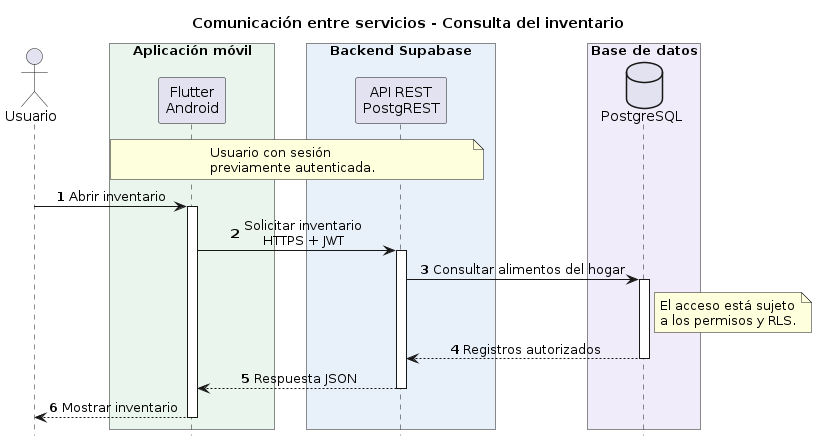 Comunicación entre servicios - Consulta del inventario
Aplicación móvil
Backend Supabase
Base de datos
Usuario
Flutter
Android
API REST
PostgREST
PostgreSQL
Usuario con sesión
previamente autenticada.
1 Abrir inventario
2 Solicitar inventario
HTTPS + JWT
3 Consultar alimentos del hogar
El acceso está sujeto
a los permisos y RLS.
4 Registros autorizados
5 Respuesta JSON
6 Mostrar inventario